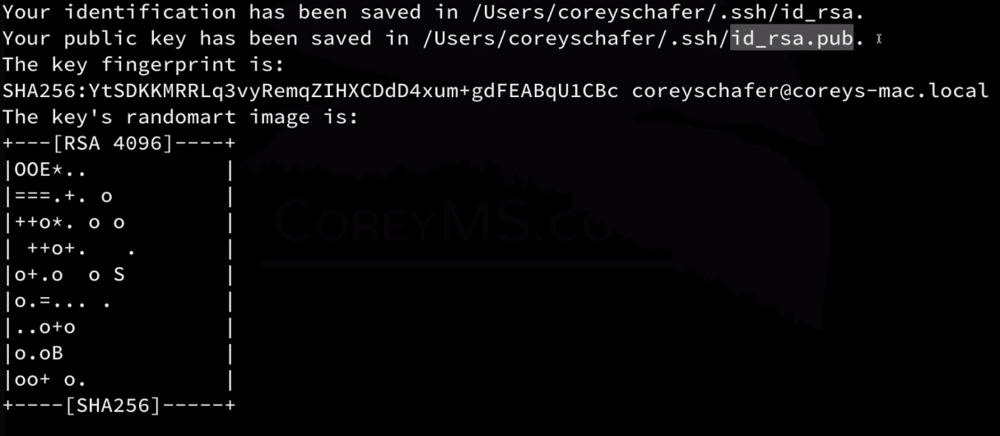 Your identification has been saved in /Users/coreyschafer/.ssh/id_rsa.
Your public key has been saved in /Users/coreyschafer/.ssh/id_rsa.pub.
The key fingerprint is:
SHA256:YtSDKKMRRLq3vyRemqZIHXCDdD4xum+gdFEABqU1CBc coreyschafer@coreys-mac.local
The key's randomart image is:
+---[RSA 4096]----+
|OOE*..           |
|===.+. o         |
|++o*. o o        |
| ++o+.   .       |
|o+.o  o S        |
|o.=... .         |
|..o+o            |
|o.oB             |
|oo+ o.           |
+----[SHA256]-----+
COREYMS.CO